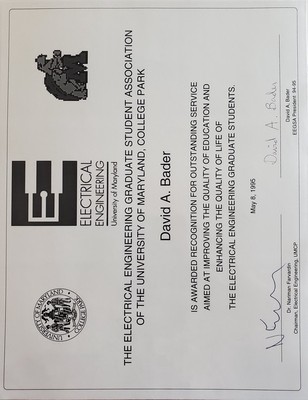 UNIVERSITY OF MARYLAND
COLLEGE PARK
ELECTRICAL
ENGINEERING
University of Maryland
THE ELECTRICAL ENGINEERING GRADUATE STUDENT ASSOCIATION
OF THE UNIVERSITY OF MARYLAND, COLLEGE PARK
David A. Bader
IS AWARDED RECOGNITION FOR OUTSTANDING SERVICE
AIMED AT IMPROVING THE QUALITY OF EDUCATION AND
ENHANCING THE QUALITY OF LIFE OF
THE ELECTRICAL ENGINEERING GRADUATE STUDENTS.
May 8, 1995
David A. Bader
Dr. Nariman Farvardin
Chairman, Electrical Engineering, UMCP
David A. Bader
EEGSA President 94-95